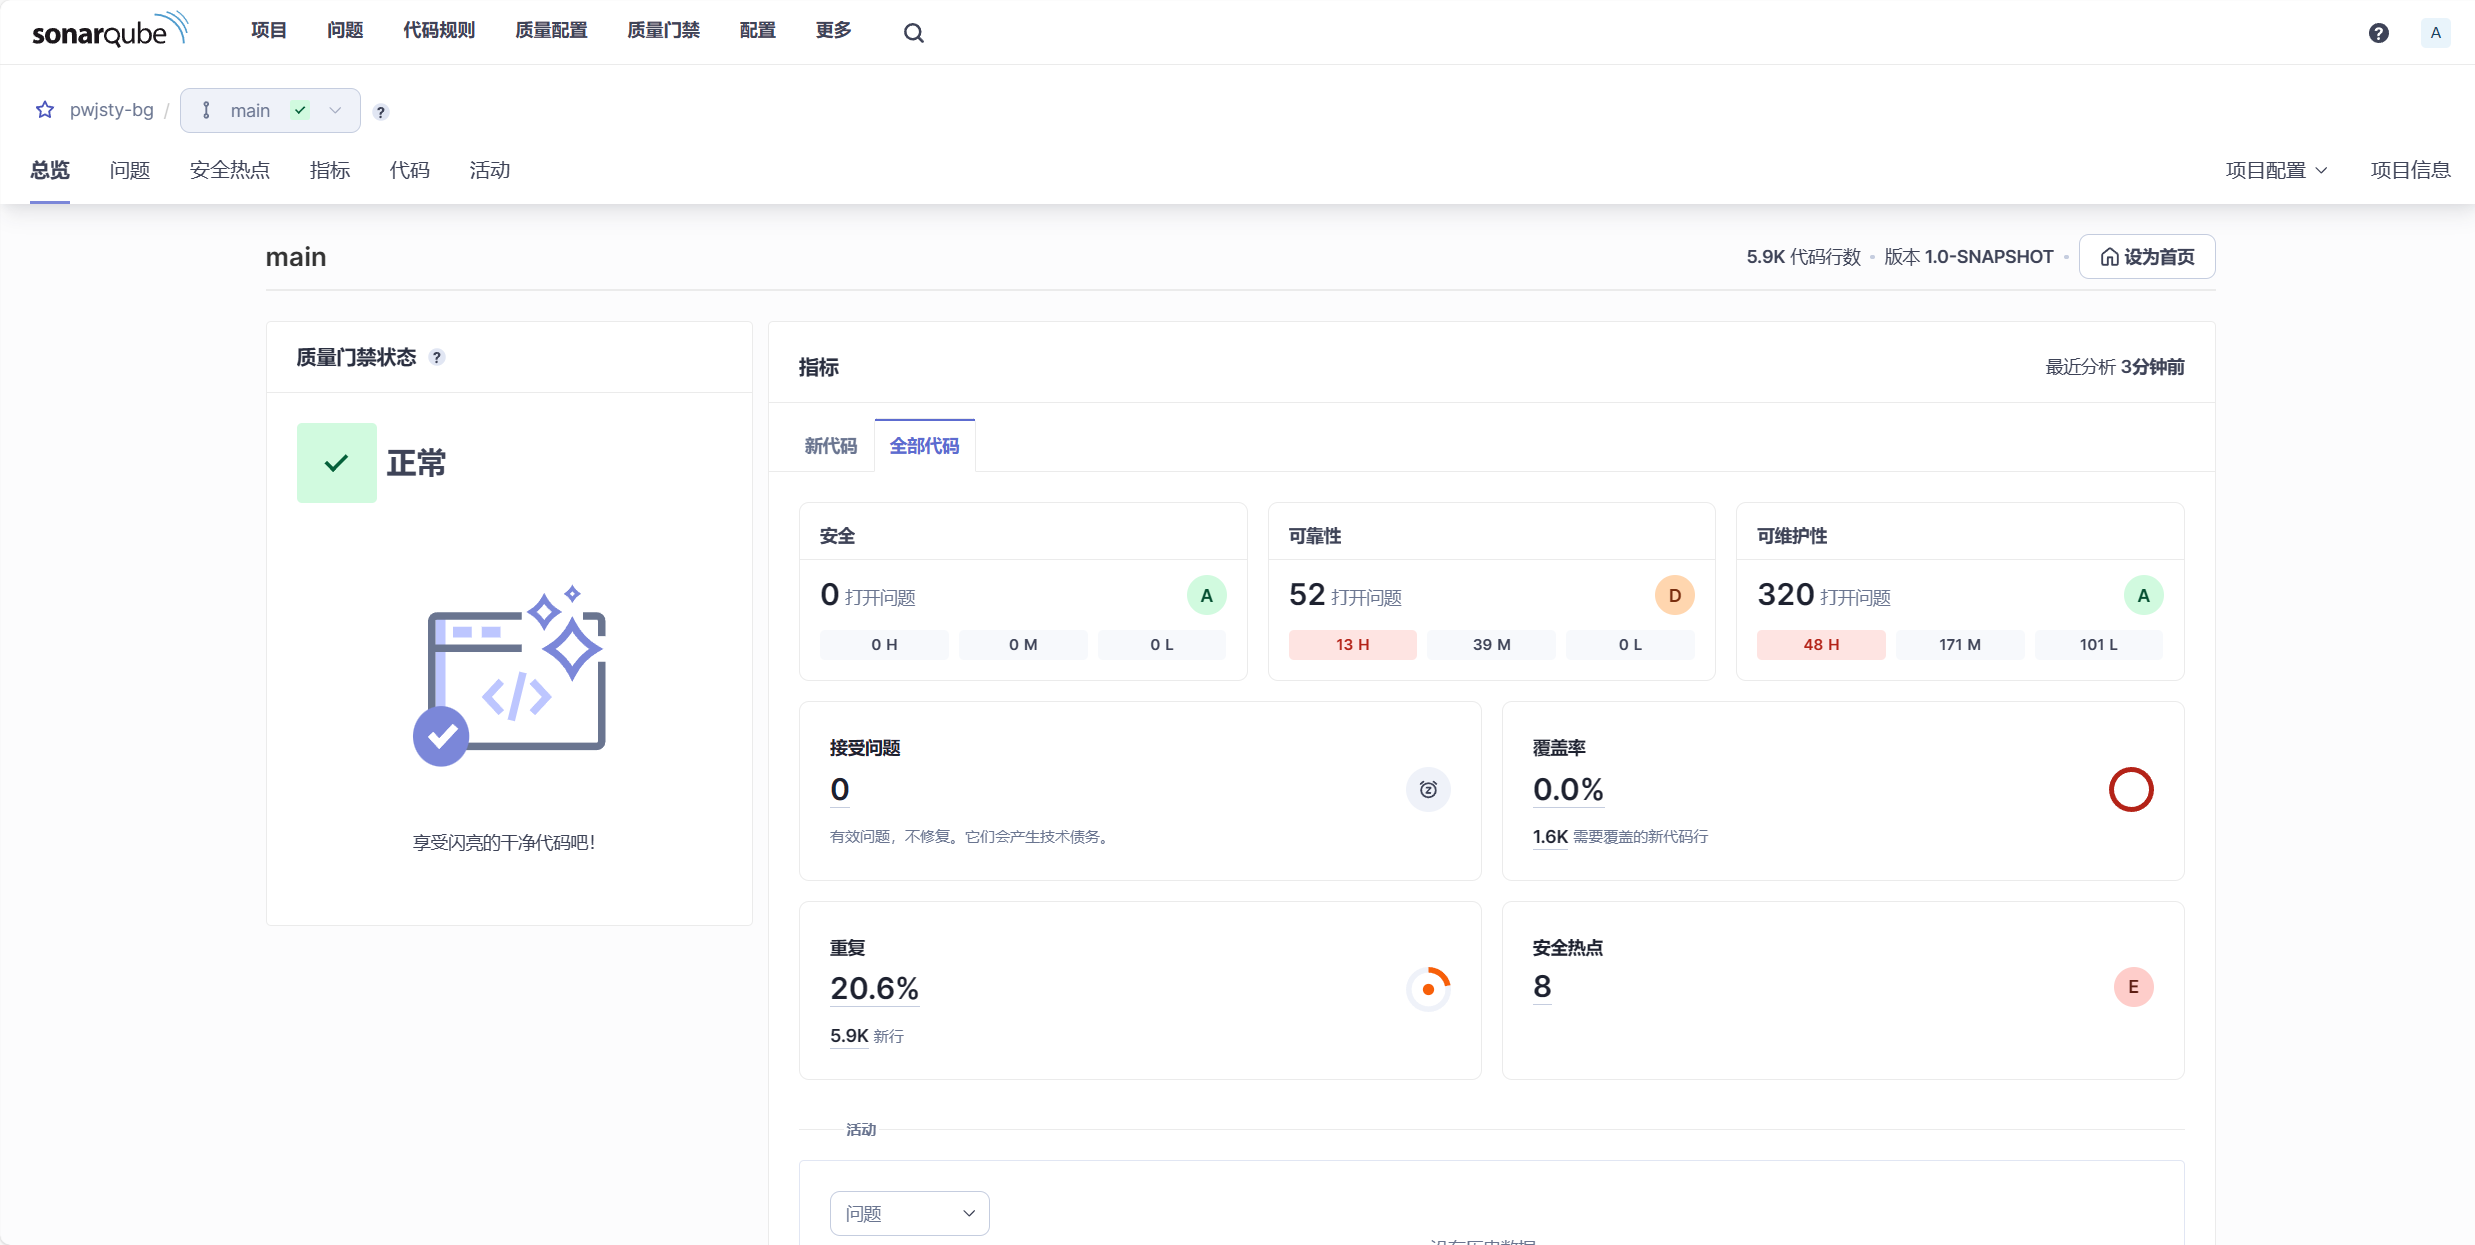 sonarqube 项目 问题 代码规则 质量配置 质量门禁 配置 更多 ? A
pwjsty-bg / main ?
总览 问题 安全热点 指标 代码 活动 项目配置 项目信息
main 5.9K 代码行数 • 版本 1.0-SNAPSHOT • 设为首页
质量门禁状态 ?
正常
享受闪亮的干净代码吧！
指标 最近分析 3分钟前
新代码 全部代码
安全
0 打开问题 A
0 H 0 M 0 L
可靠性
52 打开问题 D
13 H 39 M 0 L
可维护性
320 打开问题 A
48 H 171 M 101 L
接受问题
0
有效问题，不修复。它们会产生技术债务。
覆盖率
0.0%
1.6K 需要覆盖的新代码行
重复
20.6%
5.9K 新行
安全热点
8 E
活动
问题